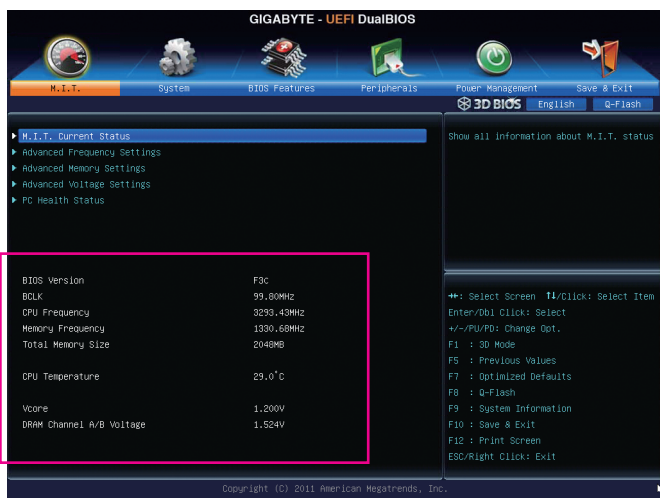 GIGABYTE - UEFI DualBIOS
M.I.T. System BIOS Features Peripherals Power Management Save & Exit
3D BIOS English Q-Flash
M.I.T. Current Status
Advanced Frequency Settings
Advanced Memory Settings
Advanced Voltage Settings
PC Health Status
Show all information about M.I.T. status
BIOS Version F3c
BCLK 99.80MHz
CPU Frequency 3293.43MHz
Memory Frequency 1330.68MHz
Total Memory Size 2048MB
CPU Temperature 29.0°C
Vcore 1.200V
DRAM Channel A/B Voltage 1.524V
↔: Select Screen ↑↓/Click: Select Item
Enter/Dbl Click: Select
+/-/PU/PD: Change Opt.
F1 : 3D Mode
F5 : Previous Values
F7 : Optimized Defaults
F8 : Q-Flash
F9 : System Information
F10 : Save & Exit
F12 : Print Screen
ESC/Right Click: Exit
Copyright (C) 2011 American Megatrends, Inc.